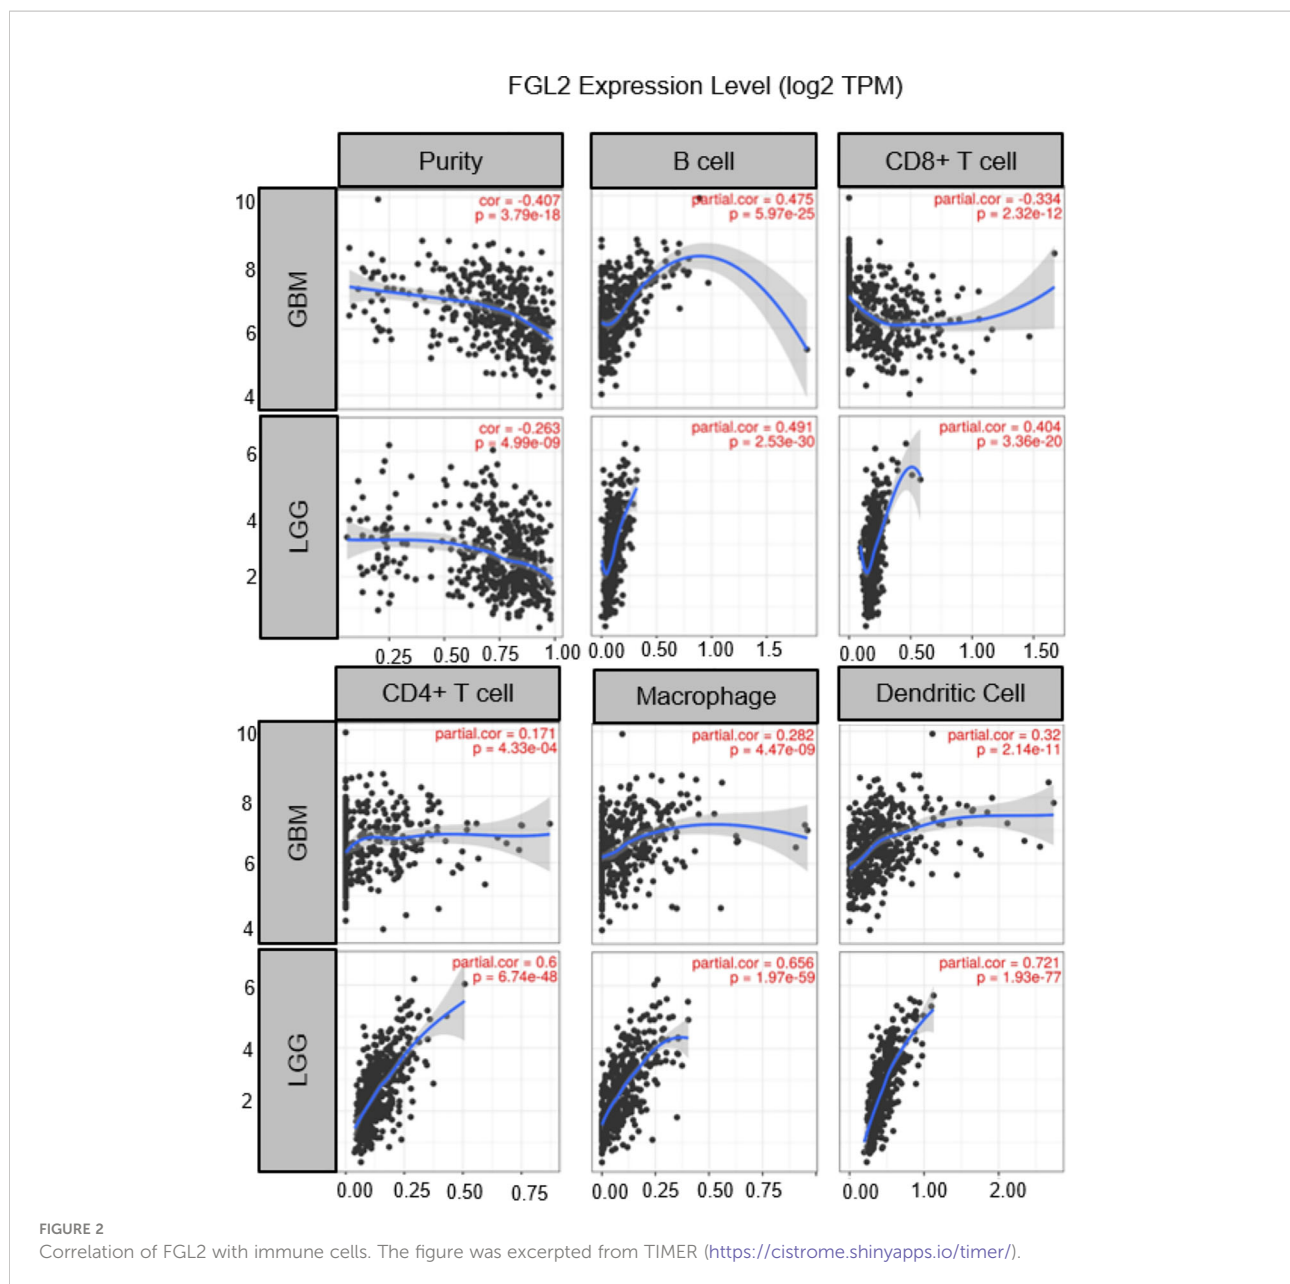 FGL2 Expression Level (log2 TPM)
Purity
B cell
CD8+ T cell
GBM
10
8
6
4
cor = -0.407
p = 3.79e-18
partial.cor = 0.475
p = 5.97e-25
partial.cor = -0.334
p = 2.32e-12
LGG
6
4
2
cor = -0.263
p = 4.99e-09
partial.cor = 0.491
p = 2.53e-30
partial.cor = 0.404
p = 3.36e-20
0.25 0.50 0.75 1.00
0.00 0.50 1.00 1.5
0.00 0.50 1.00 1.50
CD4+ T cell
Macrophage
Dendritic Cell
GBM
10
8
6
4
partial.cor = 0.171
p = 4.33e-04
partial.cor = 0.282
p = 4.47e-09
partial.cor = 0.32
p = 2.14e-11
LGG
6
4
2
partial.cor = 0.6
p = 6.74e-48
partial.cor = 0.656
p = 1.97e-59
partial.cor = 0.721
p = 1.93e-77
0.00 0.25 0.50 0.75
0.00 0.25 0.50 0.75
0.00 1.00 2.00
FIGURE 2
Correlation of FGL2 with immune cells. The figure was excerpted from TIMER (https://cistrome.shinyapps.io/timer/).